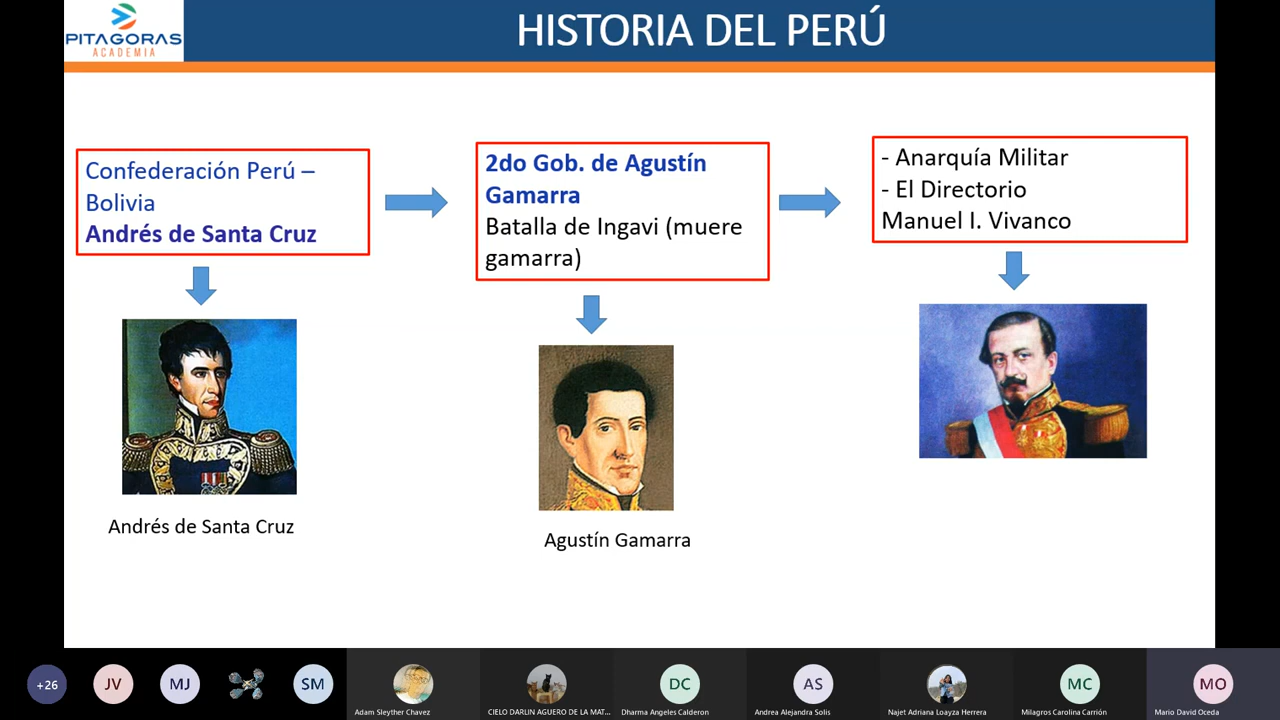 PITAGORAS
ACADEMIA
HISTORIA DEL PERÚ
Confederación Perú –
Bolivia
Andrés de Santa Cruz
2do Gob. de Agustín
Gamarra
Batalla de Ingavi (muere
gamarra)
- Anarquía Militar
- El Directorio
Manuel I. Vivanco
Andrés de Santa Cruz
Agustín Gamarra
+26
JV
MJ
SM
DC
AS
MC
MO
Adam Sleyther Chavez
CIELO DARLIN AGUERO DE LA MAT...
Dharma Angeles Calderon
Andrea Alejandra Solis
Najet Adriana Loayza Herrera
Milagros Carolina Carrión
Mario David Oceda